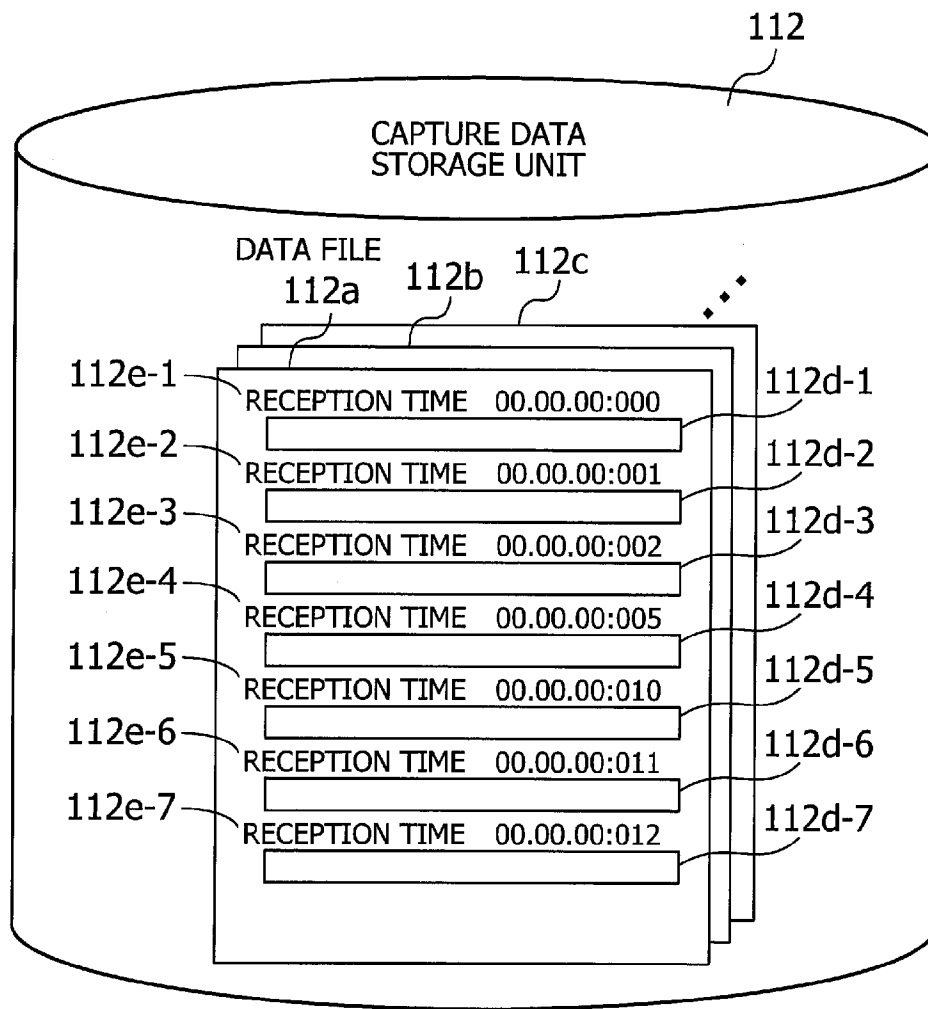 112
CAPTURE DATA
STORAGE UNIT
DATA FILE
112a
112b
112c
112e-1
RECEPTION TIME 00.00.00:000
112d-1
112e-2
RECEPTION TIME 00.00.00:001
112d-2
112e-3
RECEPTION TIME 00.00.00:002
112d-3
112e-4
RECEPTION TIME 00.00.00:005
112d-4
112e-5
RECEPTION TIME 00.00.00:010
112d-5
112e-6
RECEPTION TIME 00.00.00:011
112d-6
112e-7
RECEPTION TIME 00.00.00:012
112d-7